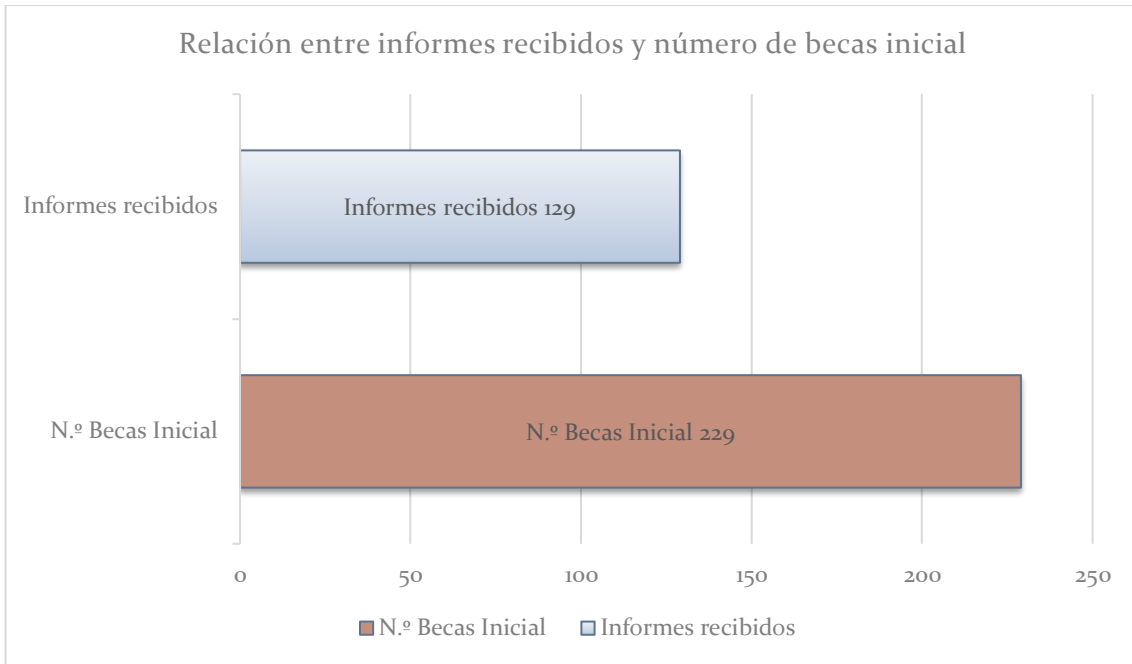 Relación entre informes recibidos y número de becas inicial
Informes recibidos
Informes recibidos 129
N.º Becas Inicial
N.º Becas Inicial 229
0 50 100 150 200 250
N.º Becas Inicial Informes recibidos